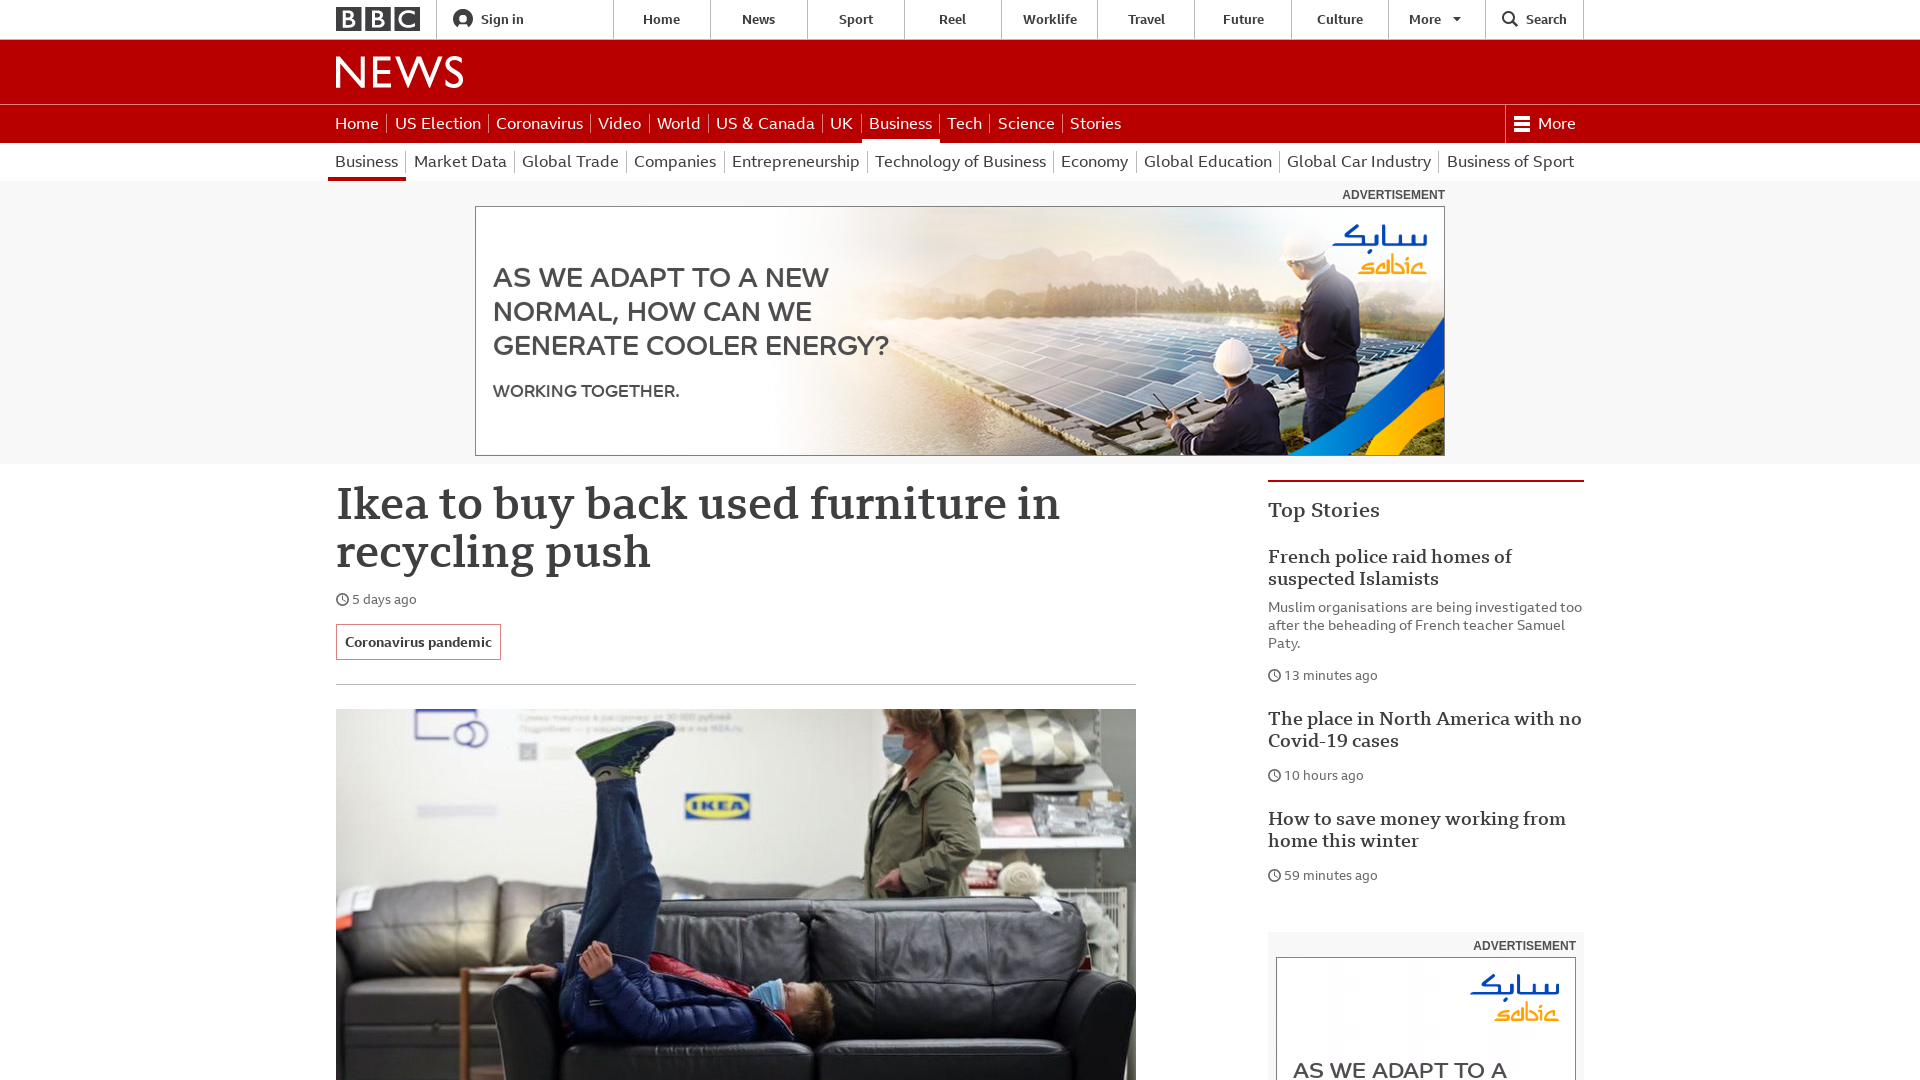 BBC
Sign in
Home
News
Sport
Reel
Worklife
Travel
Future
Culture
More
Search
NEWS
Home
US Election
Coronavirus
Video
World
US & Canada
UK
Business
Tech
Science
Stories
More
Business
Market Data
Global Trade
Companies
Entrepreneurship
Technology of Business
Economy
Global Education
Global Car Industry
Business of Sport
ADVERTISEMENT
AS WE ADAPT TO A NEW
NORMAL, HOW CAN WE
GENERATE COOLER ENERGY?
WORKING TOGETHER.
سابك
sabic
Ikea to buy back used furniture in
recycling push
5 days ago
Coronavirus pandemic
IKEA
Top Stories
French police raid homes of
suspected Islamists
Muslim organisations are being investigated too
after the beheading of French teacher Samuel
Paty.
13 minutes ago
The place in North America with no
Covid-19 cases
10 hours ago
How to save money working from
home this winter
59 minutes ago
ADVERTISEMENT
سابك
sabic
AS WE ADAPT TO A